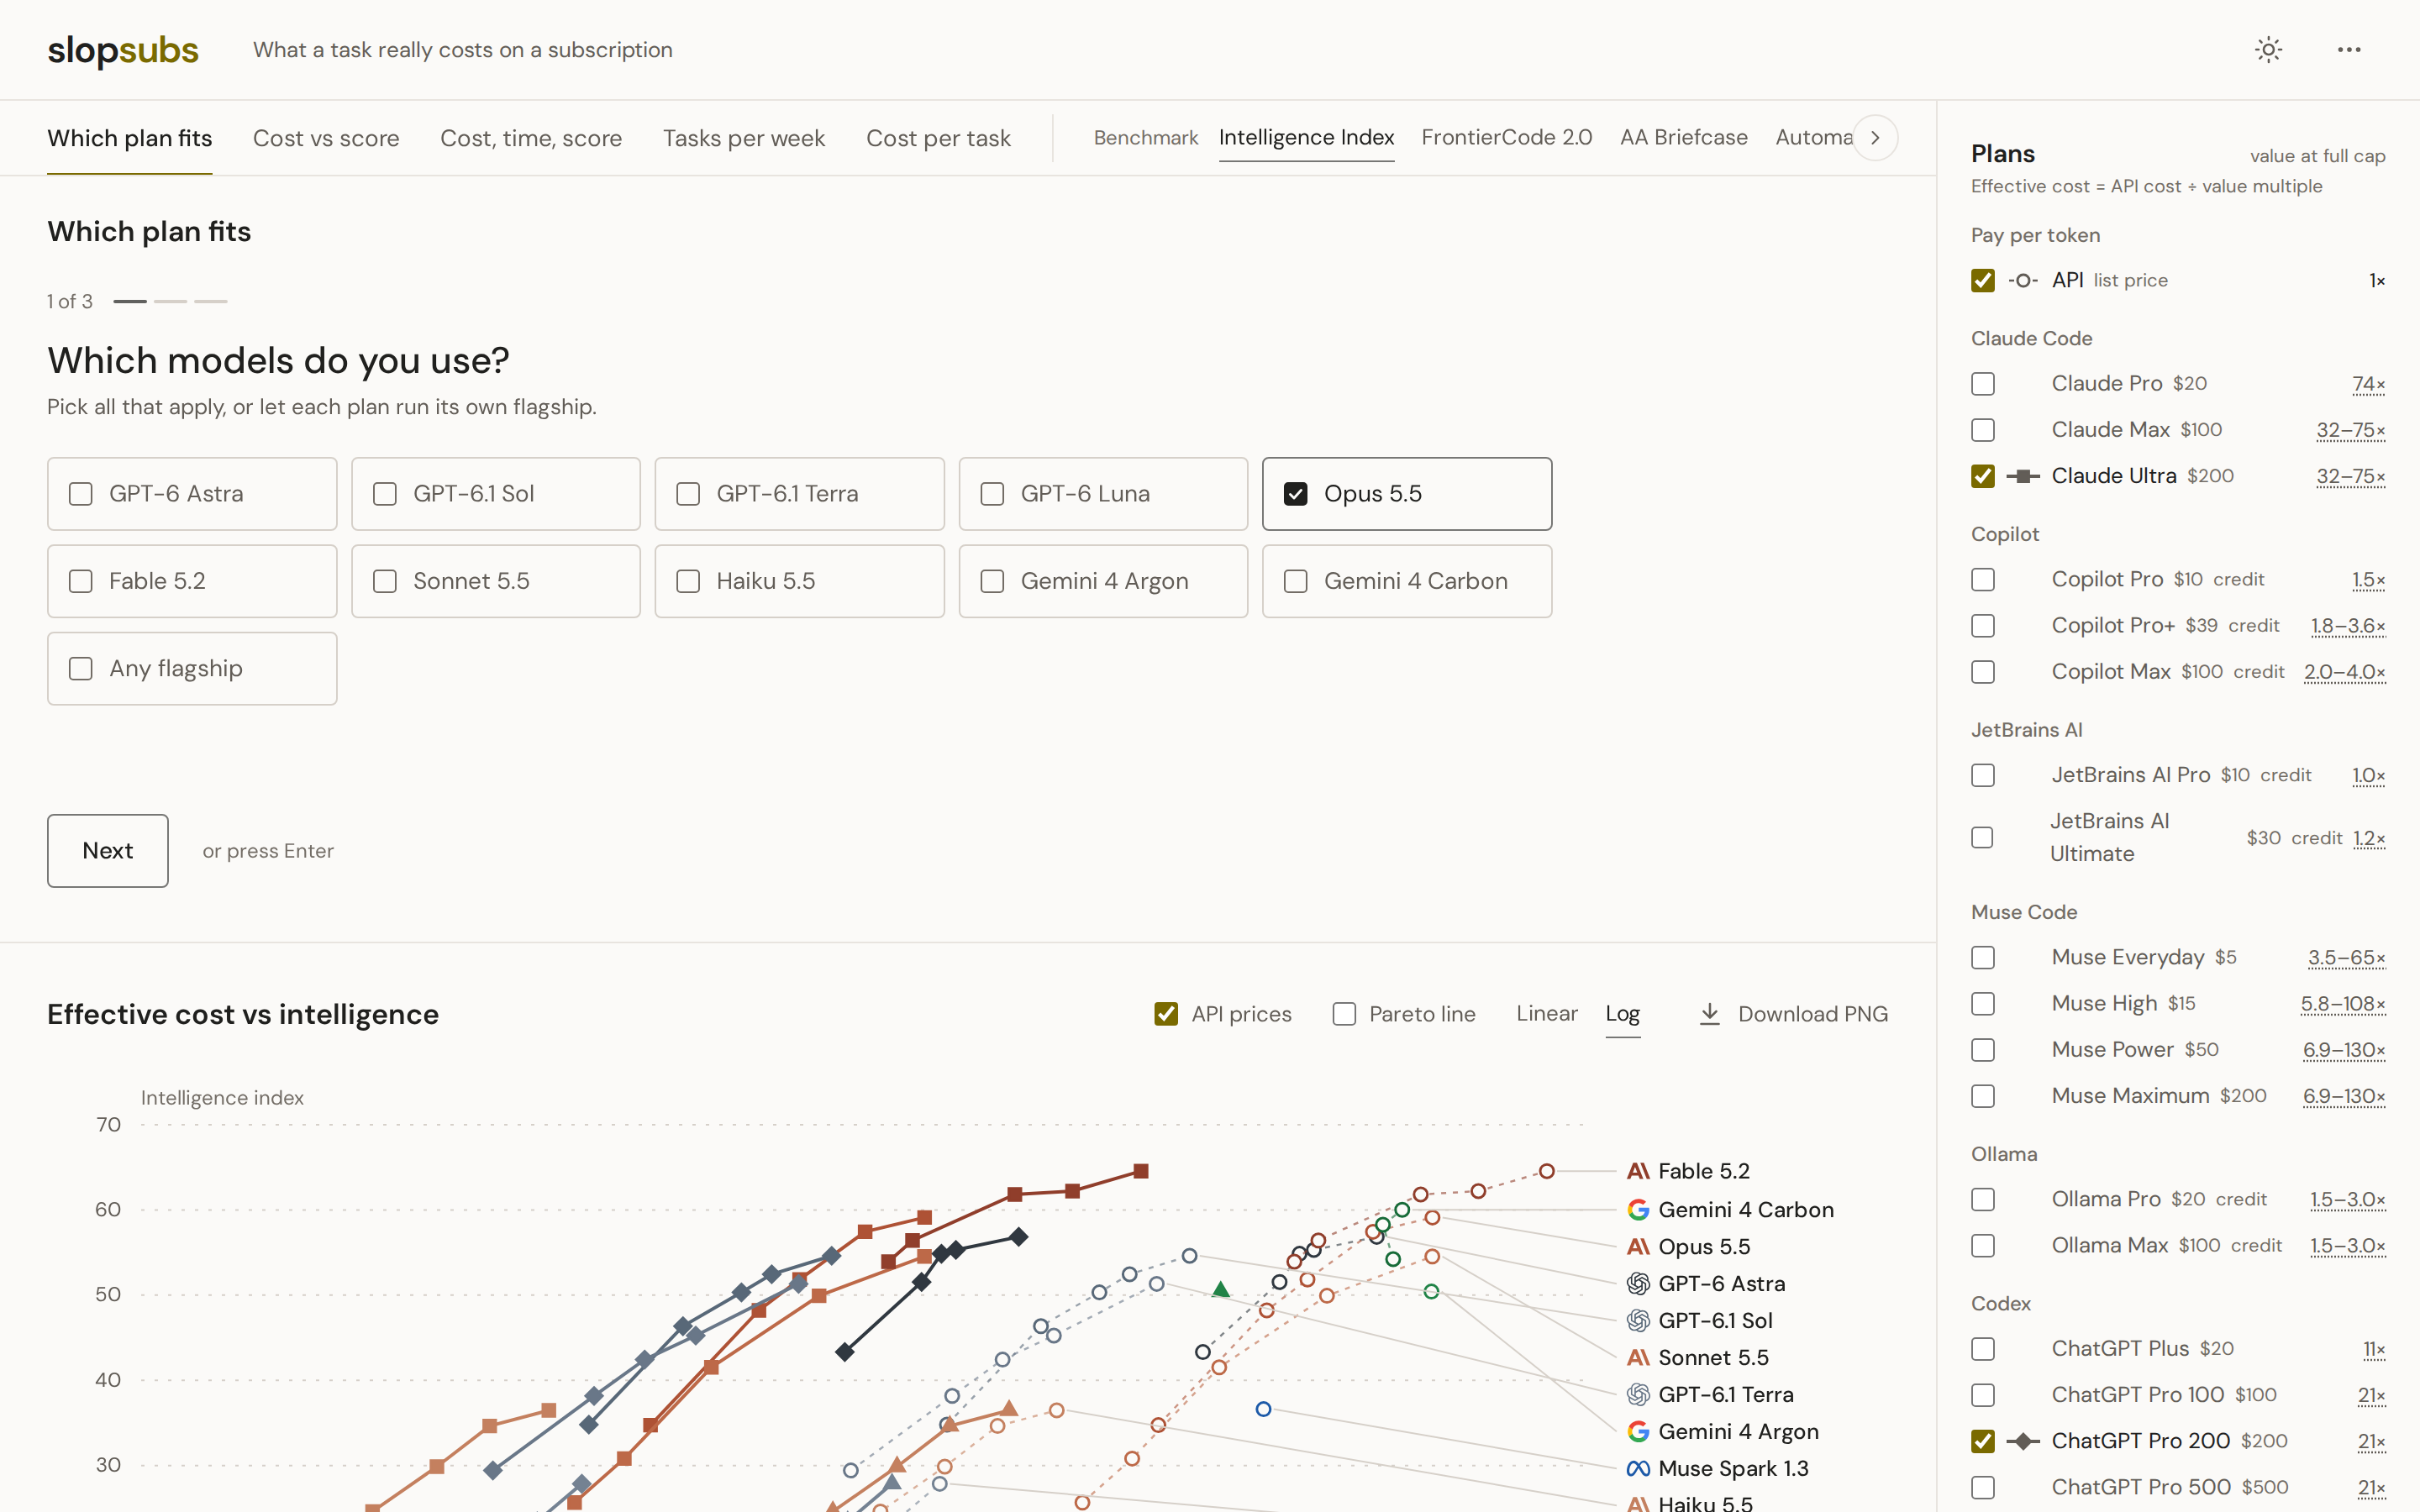 slopsubs
What a task really costs on a subscription
Which plan fits
Cost vs score
Cost, time, score
Tasks per week
Cost per task
Benchmark
Intelligence Index
FrontierCode 2.0
AA Briefcase
Automa
Which plan fits
1 of 3
Which models do you use?
Pick all that apply, or let each plan run its own flagship.
GPT-6 Astra
GPT-6.1 Sol
GPT-6.1 Terra
GPT-6 Luna
Opus 5.5
Fable 5.2
Sonnet 5.5
Haiku 5.5
Gemini 4 Argon
Gemini 4 Carbon
Any flagship
Next
or press Enter
Effective cost vs intelligence
API prices
Pareto line
Linear
Log
Download PNG
Intelligence index
70
60
50
40
30
Fable 5.2
Gemini 4 Carbon
Opus 5.5
GPT-6 Astra
GPT-6.1 Sol
Sonnet 5.5
GPT-6.1 Terra
Gemini 4 Argon
Muse Spark 1.3
Haiku 5.5
Plans value at full cap
Effective cost = API cost ÷ value multiple
Pay per token
API list price 1×
Claude Code
Claude Pro $20 74×
Claude Max $100 32–75×
Claude Ultra $200 32–75×
Copilot
Copilot Pro $10 credit 1.5×
Copilot Pro+ $39 credit 1.8–3.6×
Copilot Max $100 credit 2.0–4.0×
JetBrains AI
JetBrains AI Pro $10 credit 1.0×
JetBrains AI
Ultimate $30 credit 1.2×
Muse Code
Muse Everyday $5 3.5–65×
Muse High $15 5.8–108×
Muse Power $50 6.9–130×
Muse Maximum $200 6.9–130×
Ollama
Ollama Pro $20 credit 1.5–3.0×
Ollama Max $100 credit 1.5–3.0×
Codex
ChatGPT Plus $20 11×
ChatGPT Pro 100 $100 21×
ChatGPT Pro 200 $200 21×
ChatGPT Pro 500 $500 21×